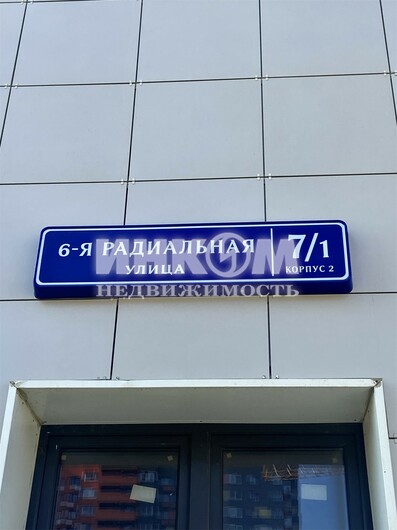 6-Я РАДИАЛЬНАЯ
УЛИЦА
7/1
КОРПУС 2
ИНКОМ
НЕДВИЖИМОСТЬ